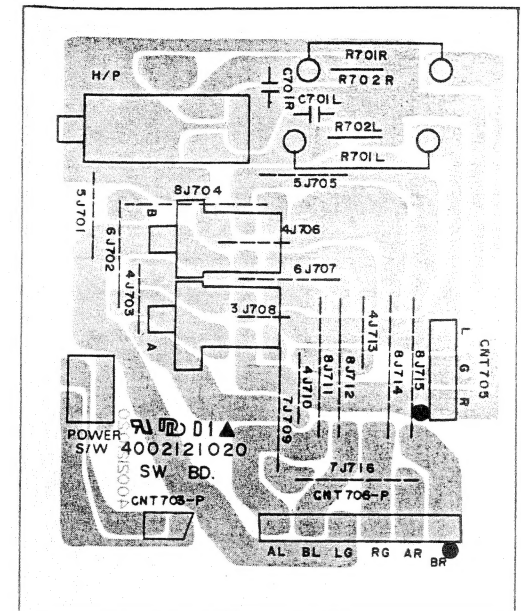 R701R
H/P
R702R
C701R
C701L
R702L
R701L
5J705
5J701
8J704
B
6J702
4J706
6J707
4J703
3J708
A
4J713
L
G
R
CNT705
4J710
8J711
8J712
8J714
8J715
7J709
POWER
S/W
4002121020
SW BD.
7J716
CNT703-P
CNT706-P
AL BL LG RG AR BR